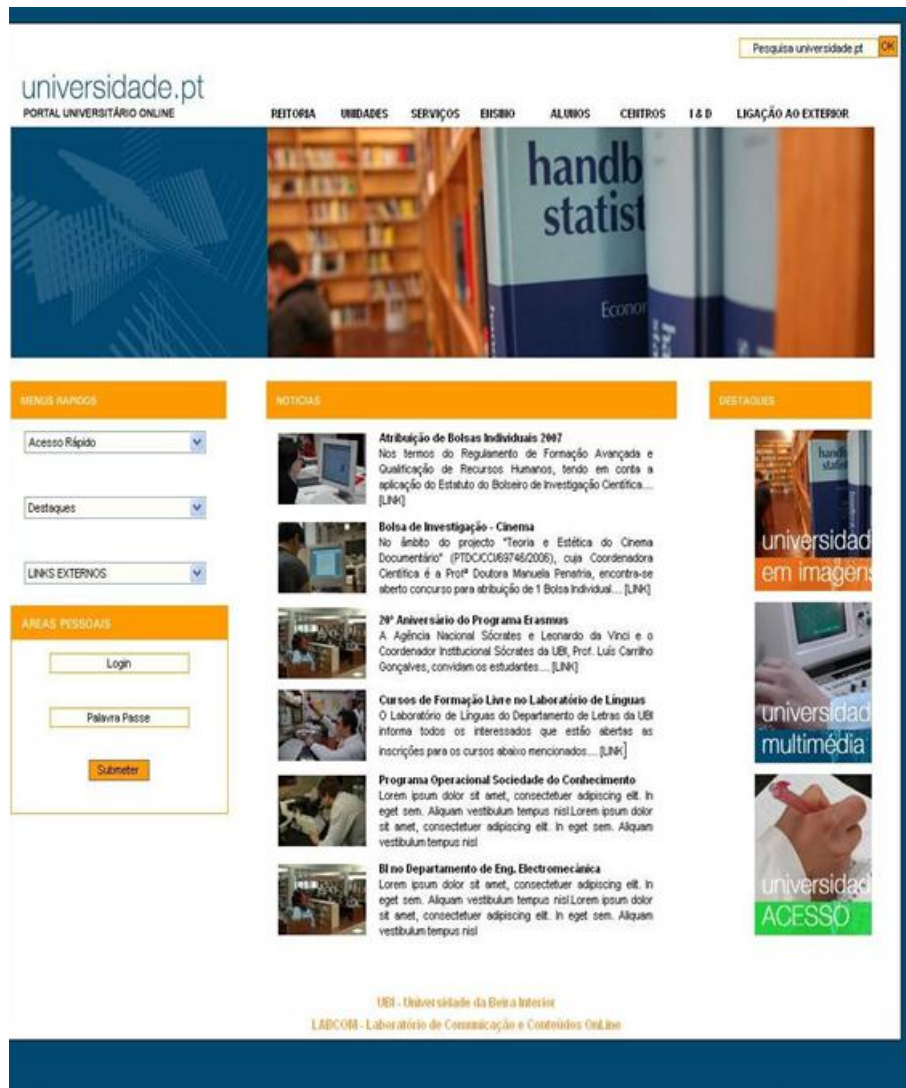 Pesquisa universidade.pt OK
universidade.pt
PORTAL UNIVERSITÁRIO ONLINE
REITORIA UNIDADES SERVIÇOS ENSINO ALUNOS CENTROS I & D LIGAÇÃO AO EXTERIOR
handb
statist
Econom
MENUS RAPIDOS
Acesso Rápido
Destaques
LINKS EXTERNOS
AREAS PESSOAIS
Login
Palavra Passe
Submeter
NOTICIAS
Atribuição de Bolsas Individuais 2007
Nos termos do Regulamento de Formação Avançada e
Qualificação de Recursos Humanos, tendo em conta a
aplicação do Estatuto do Bolseiro de Investigação Científica....
[LINK]
Bolsa de Investigação - Cinema
No âmbito do projecto "Teoria e Estética do Cinema
Documentário" (PTDC/CCI/69746/2006), cuja Coordenadora
Científica é a Profª Doutora Manuela Penafria, encontra-se
aberto concurso para atribuição de 1 Bolsa Individual.... [LINK]
20º Aniversário do Programa Erasmus
A Agência Nacional Sócrates e Leonardo da Vinci e o
Coordenador Institucional Sócrates da UBI, Prof. Luís Carrilho
Gonçalves, convidam os estudantes.... [LINK]
Cursos de Formação Livre no Laboratório de Línguas
O Laboratório de Línguas do Departamento de Letras da UBI
informa todos os interessados que estão abertas as
inscrições para os cursos abaixo mencionados.... [LINK]
Programa Operacional Sociedade do Conhecimento
Lorem ipsum dolor sit amet, consectetuer adipiscing elit. In
eget sem. Aliquam vestibulum tempus nisl.Lorem ipsum dolor
sit amet, consectetuer adipiscing elit. In eget sem. Aliquam
vestibulum tempus nisl
BI no Departamento de Eng. Electromecânica
Lorem ipsum dolor sit amet, consectetuer adipiscing elit. In
eget sem. Aliquam vestibulum tempus nisl.Lorem ipsum dolor
sit amet, consectetuer adipiscing elit. In eget sem. Aliquam
vestibulum tempus nisl
DESTAQUES
universidad
em imagens
universidad
multimédia
universidad
ACESSO
UBI - Universidade da Beira Interior
LABCOM - Laboratório de Comunicação e Conteúdos OnLine